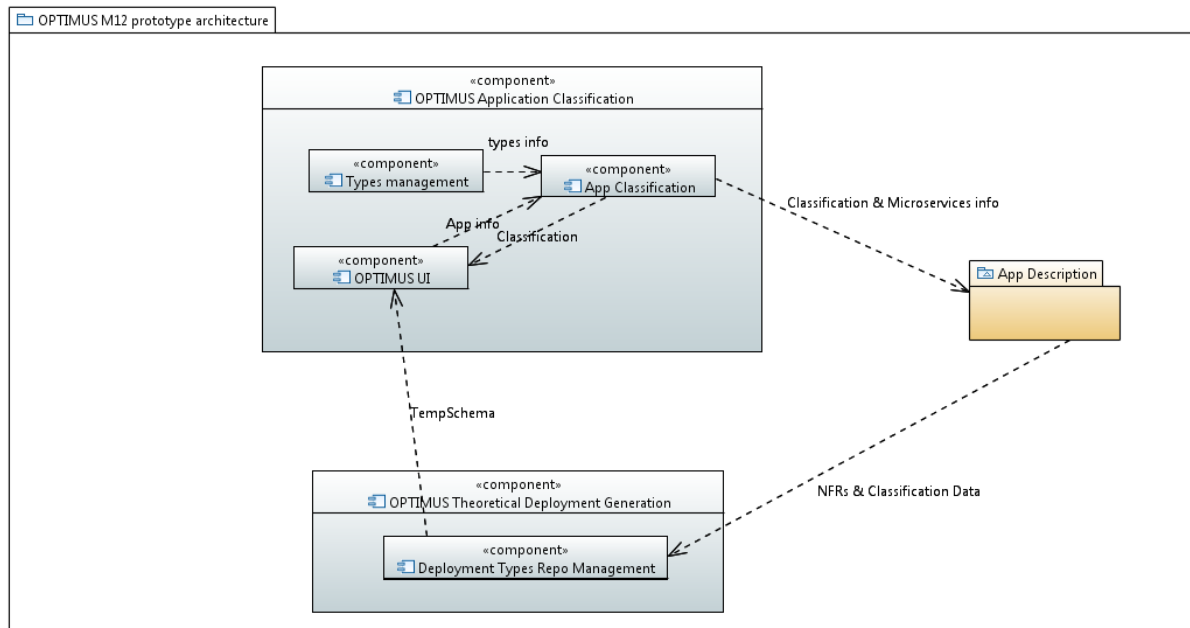 OPTIMUS M12 prototype architecture
«component»
OPTIMUS Application Classification
types info
«component»
Types management
«component»
App Classification
Classification & Microservices info
App info
Classification
«component»
OPTIMUS UI
App Description
TempSchema
«component»
OPTIMUS Theoretical Deployment Generation
NFRs & Classification Data
«component»
Deployment Types Repo Management